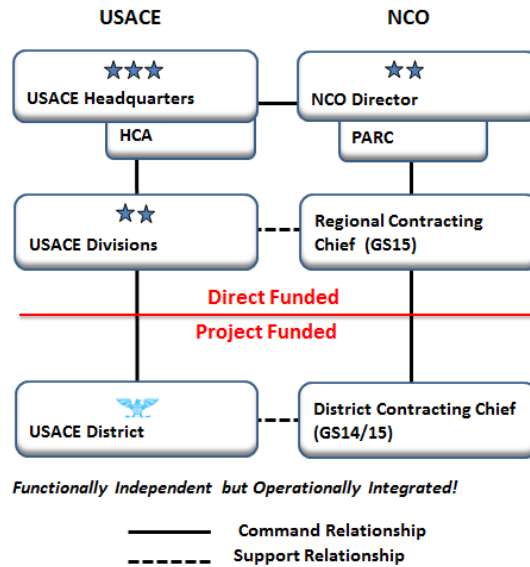 USACE
NCO
USACE Headquarters
NCO Director
HCA
PARC
USACE Divisions
Regional Contracting
Chief (GS15)
Direct Funded
Project Funded
USACE District
District Contracting Chief
(GS14/15)
Functionally Independent but Operationally Integrated!
Command Relationship
Support Relationship